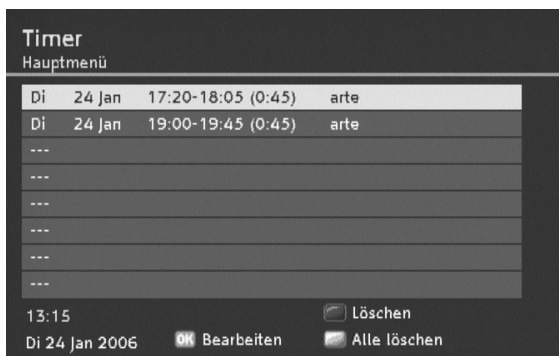 Timer
Hauptmenü
Di 24 Jan 17:20-18:05 (0:45) arte
Di 24 Jan 19:00-19:45 (0:45) arte
---
---
---
---
---
---
13:15 Löschen
Di 24 Jan 2006 OK Bearbeiten Alle löschen